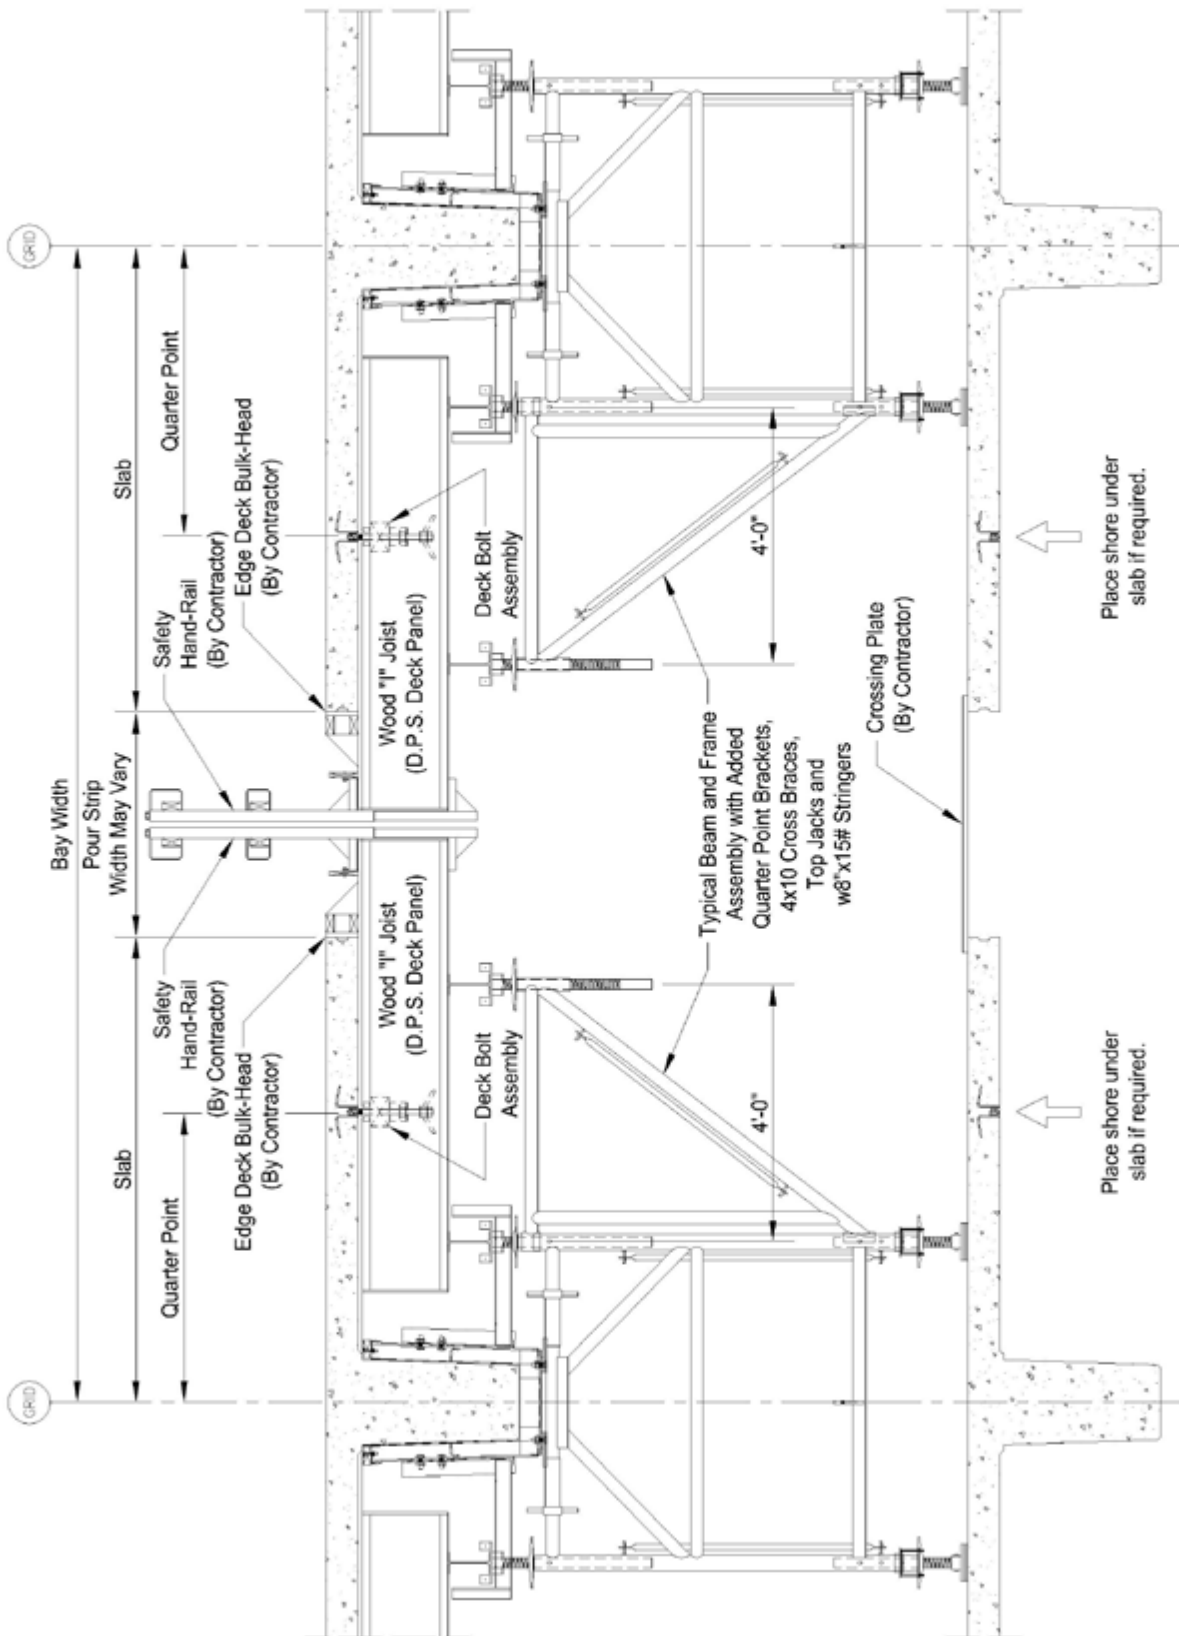 GRID
GRID
Bay Width
Pour Strip
Width May Vary
Slab
Slab
Quarter Point
Quarter Point
Safety
Hand-Rail
(By Contractor)
Edge Deck Bulk-Head
(By Contractor)
Safety
Hand-Rail
(By Contractor)
Edge Deck Bulk-Head
(By Contractor)
Wood "I" Joist
(D.P.S. Deck Panel)
Wood "I" Joist
(D.P.S. Deck Panel)
Deck Bolt
Assembly
Deck Bolt
Assembly
4'-0"
4'-0"
Typical Beam and Frame
Assembly with Added
Quarter Point Brackets,
4x10 Cross Braces,
Top Jacks and
w8"x15# Stringers
Crossing Plate
(By Contractor)
Place shore under
slab if required.
Place shore under
slab if required.